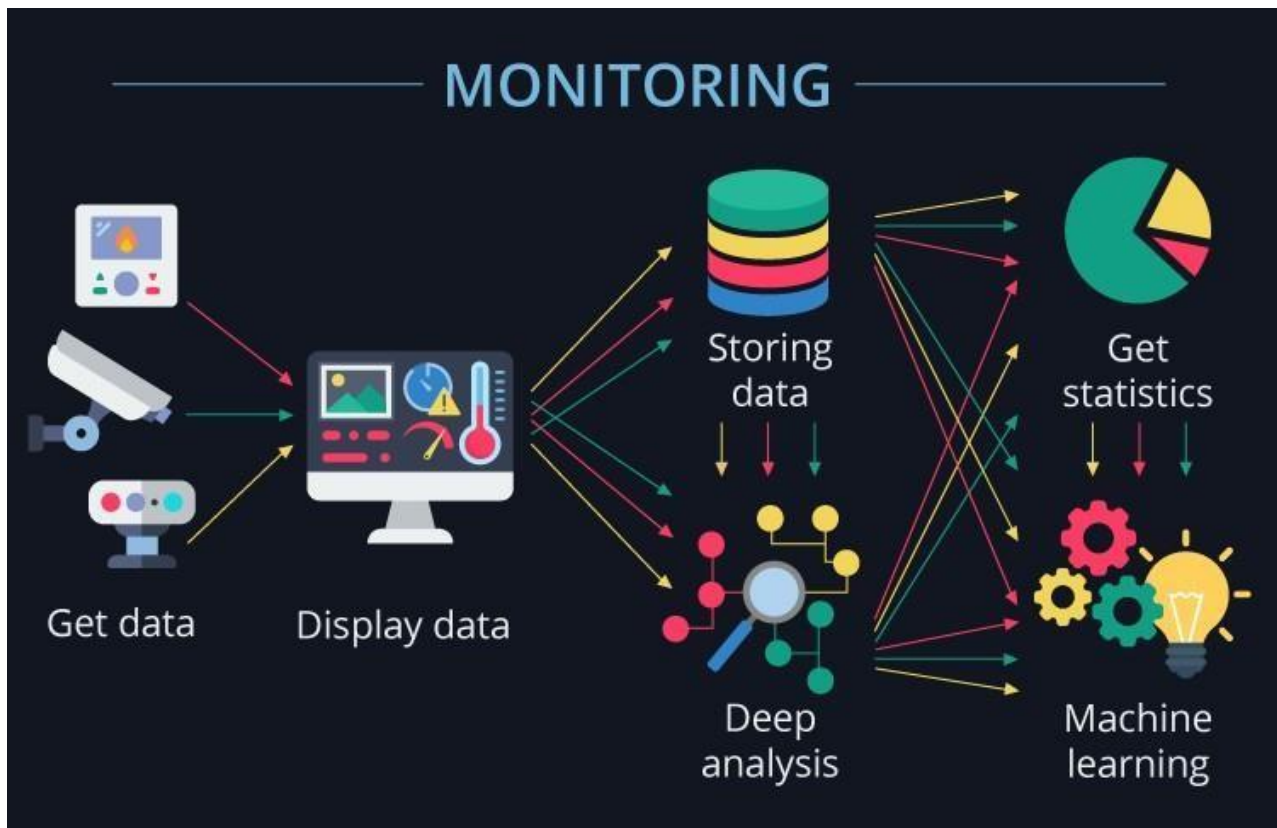 MONITORING
Get data
Display data
Storing
data
Get
statistics
Deep
analysis
Machine
learning